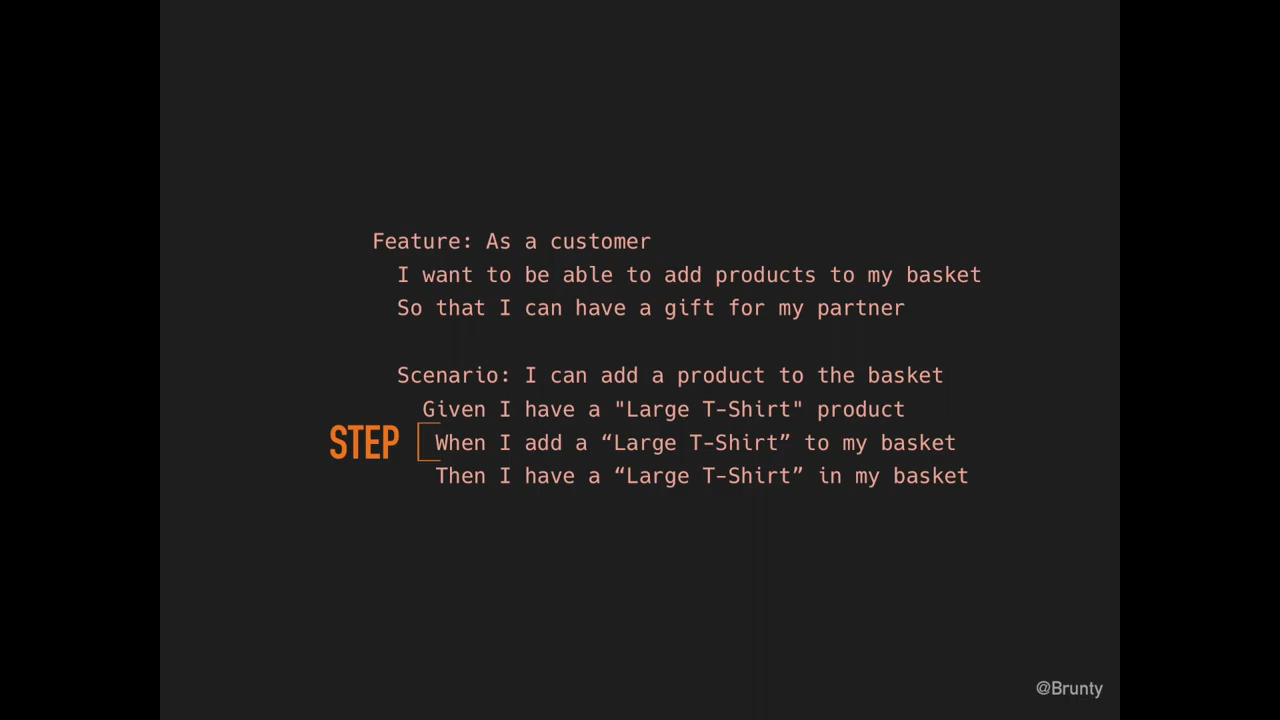 Feature: As a customer
I want to be able to add products to my basket
So that I can have a gift for my partner
Scenario: I can add a product to the basket
Given I have a "Large T-Shirt" product
STEP When I add a “Large T-Shirt” to my basket
Then I have a “Large T-Shirt” in my basket
@Brunty